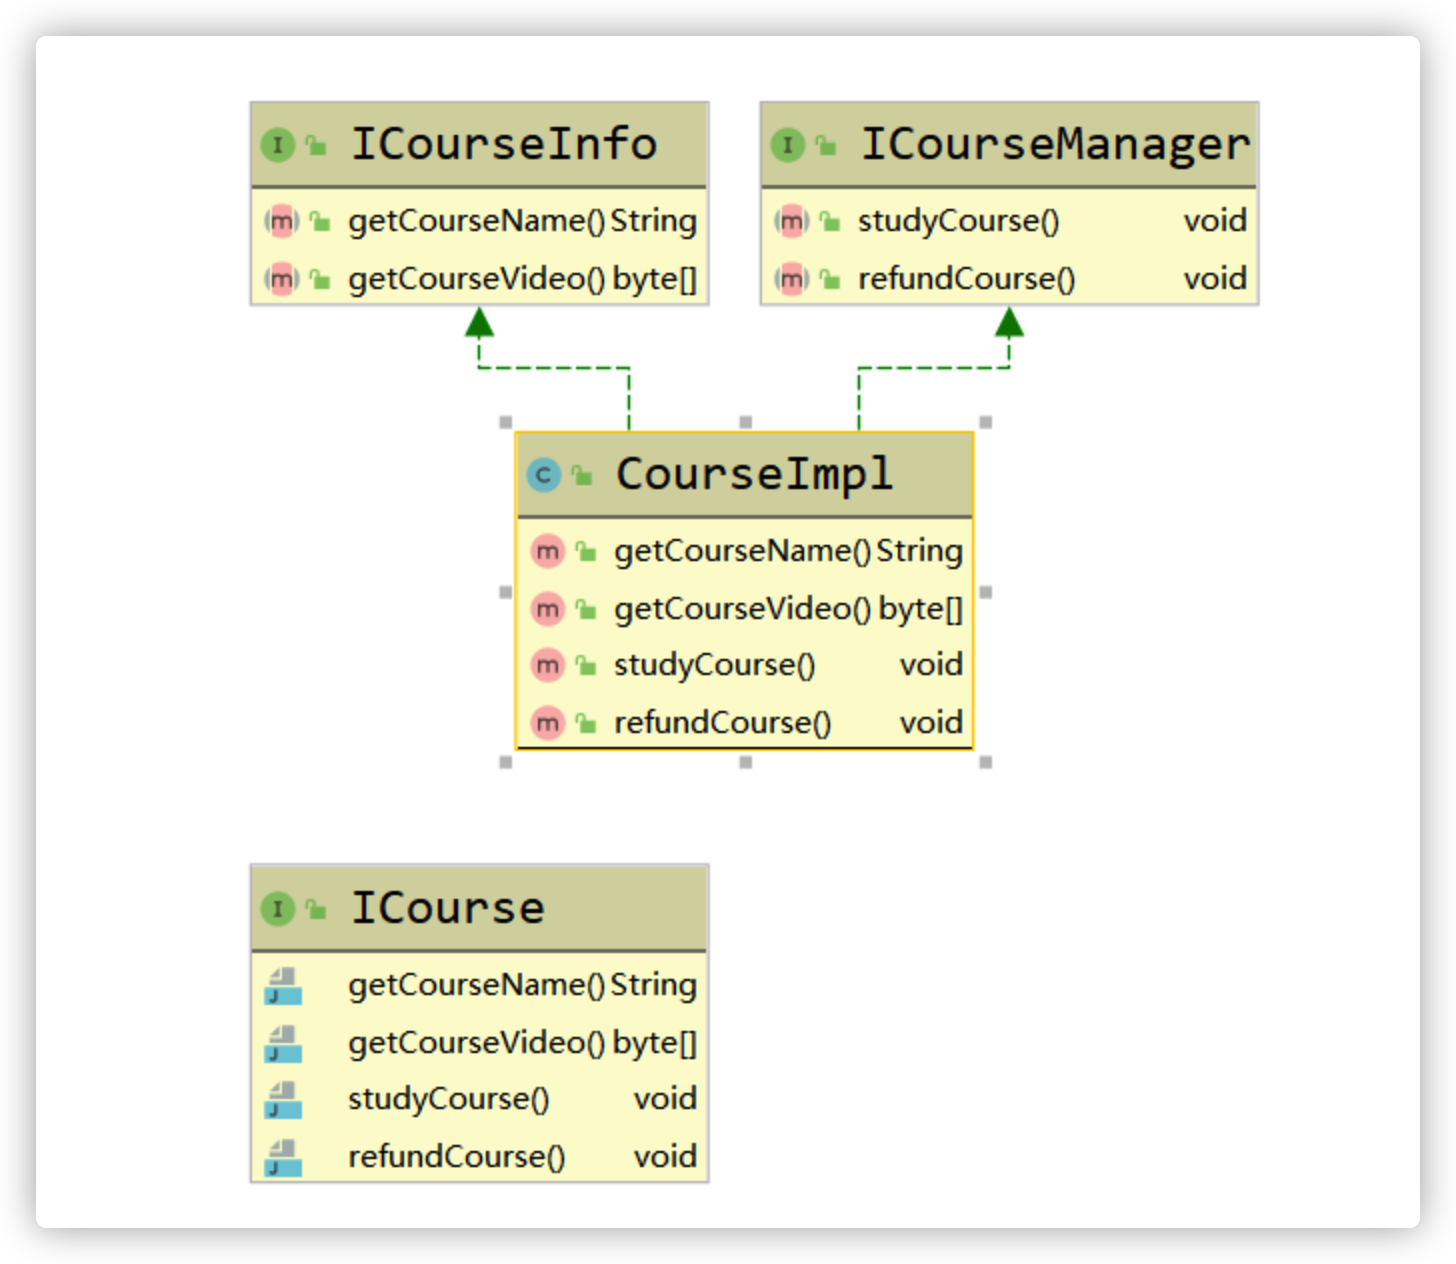 I ICourseInfo
m getCourseName() String
m getCourseVideo() byte[]
I ICourseManager
m studyCourse() void
m refundCourse() void
C CourseImpl
m getCourseName() String
m getCourseVideo() byte[]
m studyCourse() void
m refundCourse() void
I ICourse
J getCourseName() String
J getCourseVideo() byte[]
J studyCourse() void
J refundCourse() void